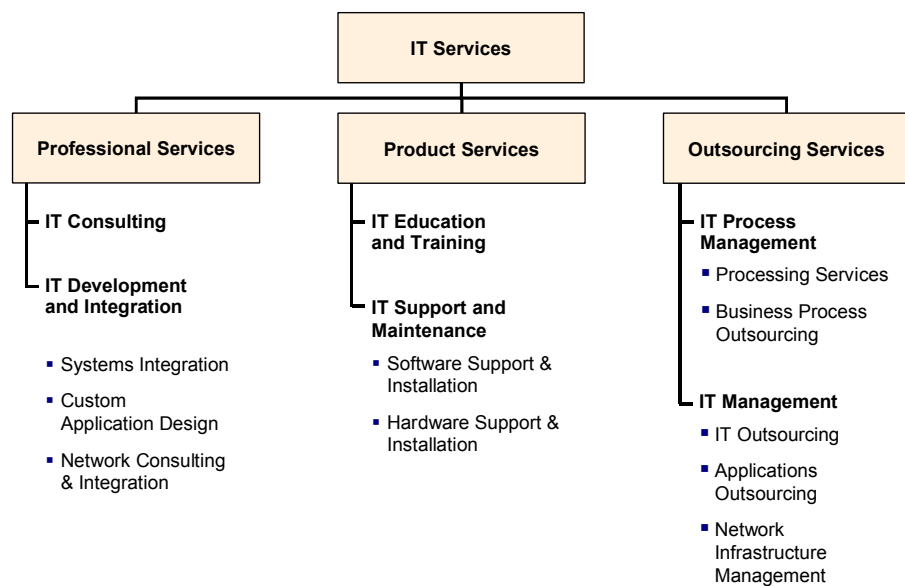 IT Services
Professional Services
IT Consulting
IT Development
and Integration
Systems Integration
Custom
Application Design
Network Consulting
& Integration
Product Services
IT Education
and Training
IT Support and
Maintenance
Software Support &
Installation
Hardware Support &
Installation
Outsourcing Services
IT Process
Management
Processing Services
Business Process
Outsourcing
IT Management
IT Outsourcing
Applications
Outsourcing
Network
Infrastructure
Management